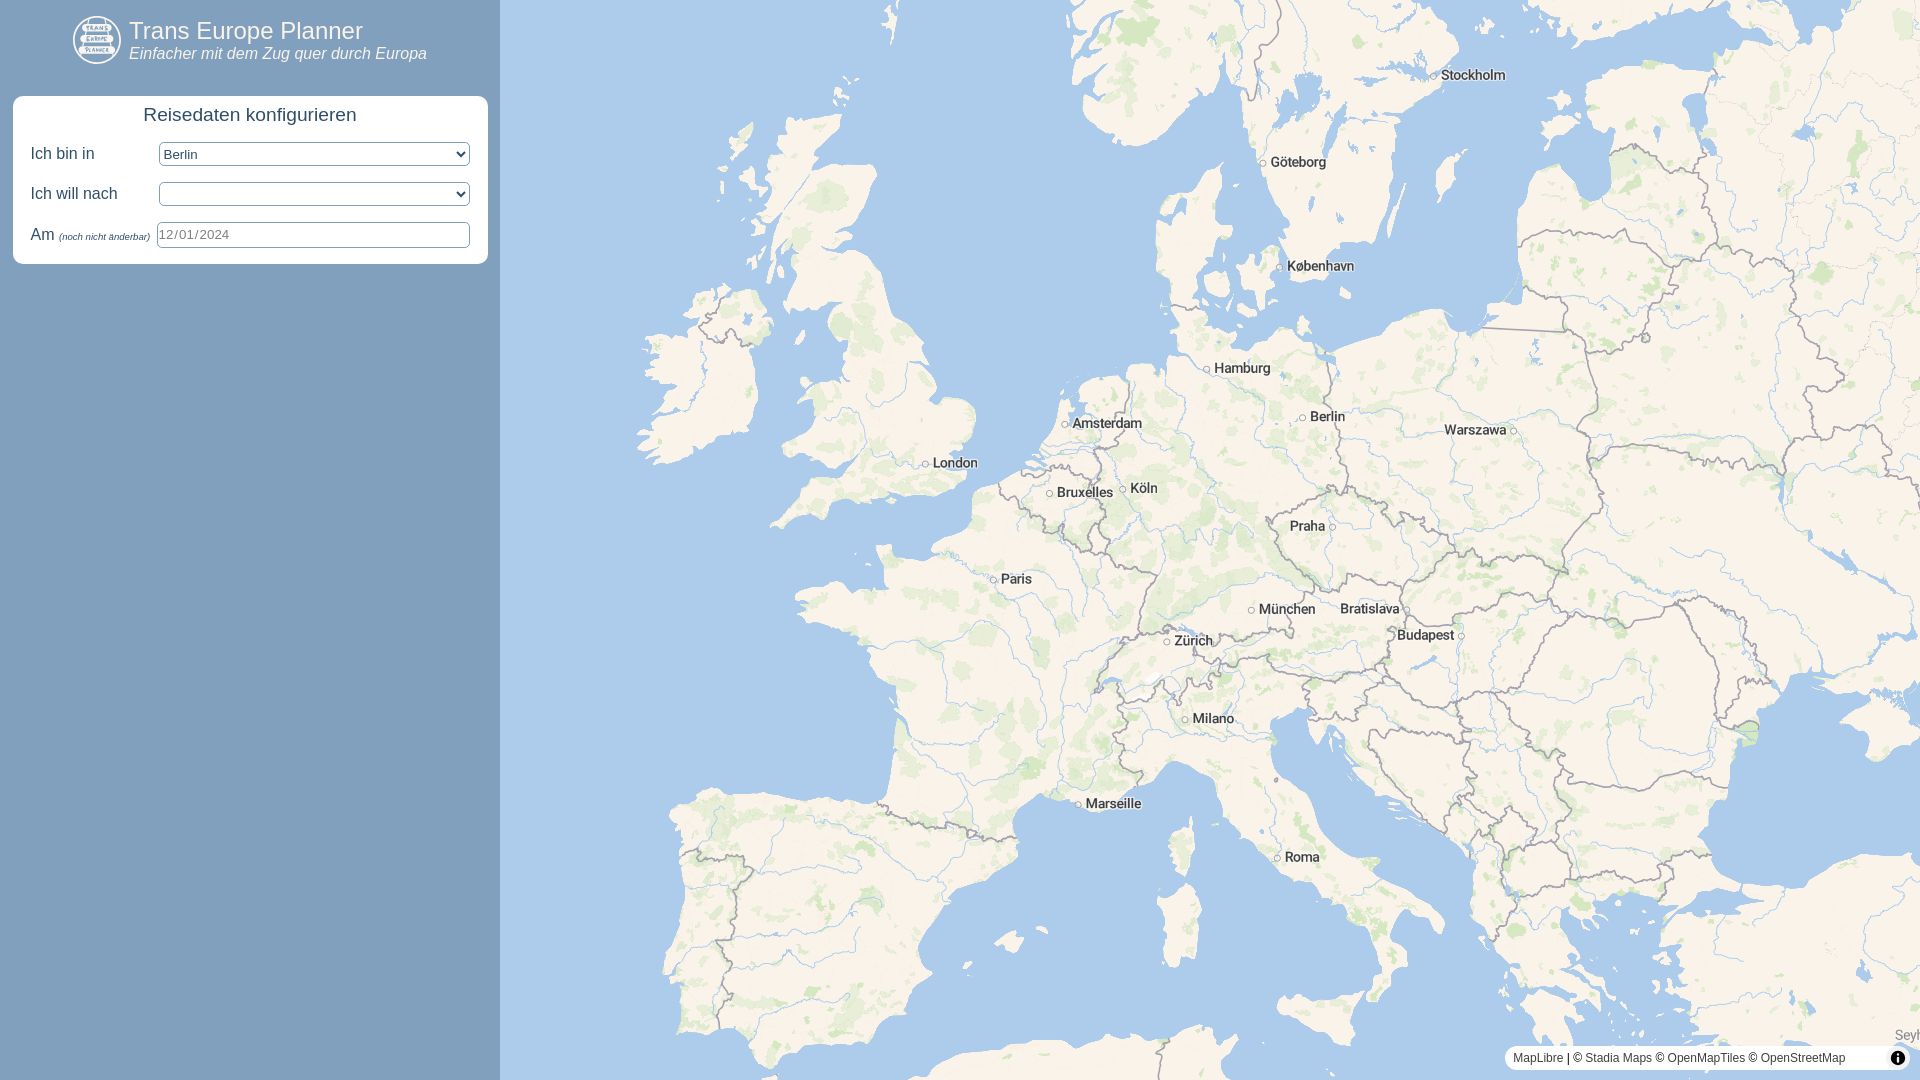 TRANS
EUROPE
PLANNER
Trans Europe Planner
Einfacher mit dem Zug quer durch Europa
Reisedaten konfigurieren
Ich bin in
Berlin
Ich will nach
Am (noch nicht änderbar)
12/01/2024
Stockholm
Göteborg
København
Hamburg
Berlin
Amsterdam
Warszawa
London
Bruxelles
Köln
Praha
Paris
München
Bratislava
Budapest
Zürich
Milano
Marseille
Roma
Seyh
MapLibre | © Stadia Maps © OpenMapTiles © OpenStreetMap